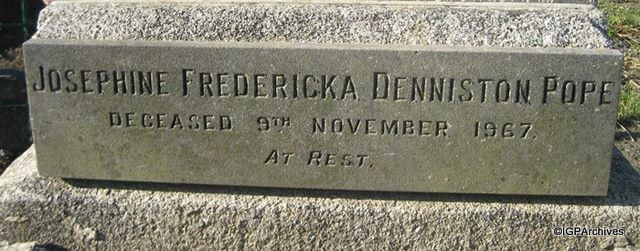 JOSEPHINE FREDERICKA DENNISTON POPE
DECEASED 9TH NOVEMBER 1967.
AT REST.
©IGPArchives